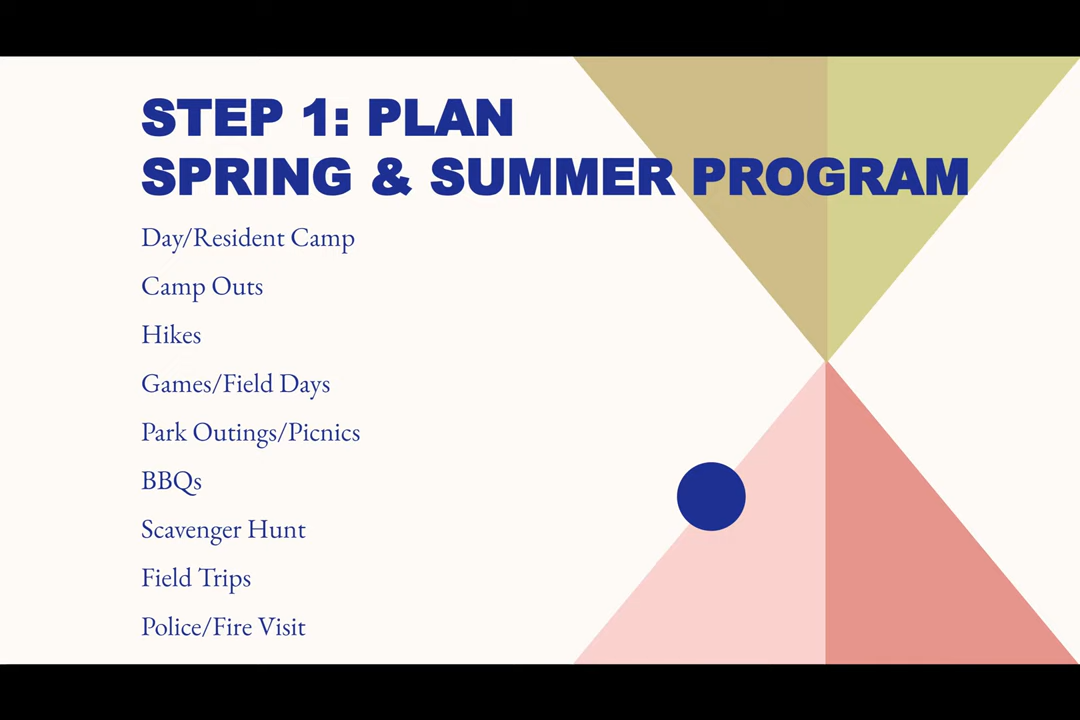 STEP 1: PLAN
SPRING & SUMMER PROGRAM
Day/Resident Camp
Camp Outs
Hikes
Games/Field Days
Park Outings/Picnics
BBQs
Scavenger Hunt
Field Trips
Police/Fire Visit